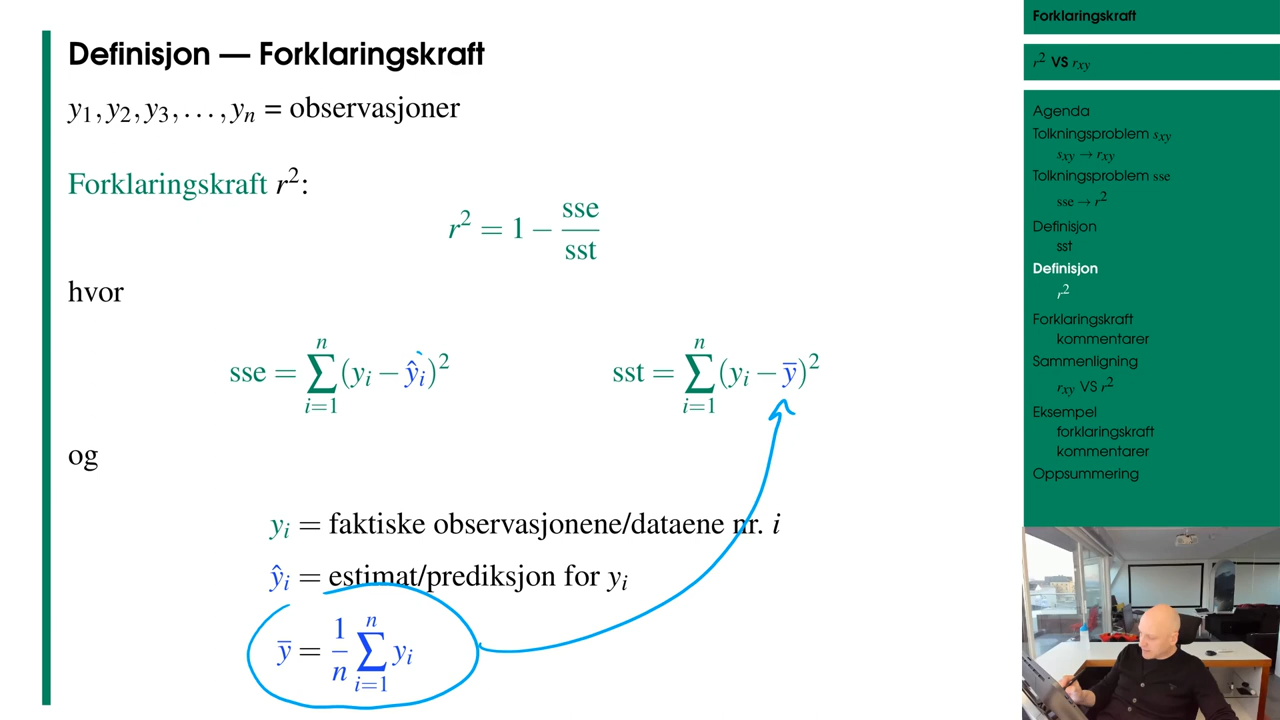 Definisjon — Forklaringskraft
y₁, y₂, y₃, ..., yₙ = observasjoner
Forklaringskraft r²:
r² = 1 − sse/sst
hvor
sse = ∑ᵢ₌₁ⁿ (yᵢ − ŷᵢ)²    sst = ∑ᵢ₌₁ⁿ (yᵢ − ȳ)²
og
yᵢ = faktiske observasjonene/dataene nr. i
ŷᵢ = estimat/prediksjon for yᵢ
ȳ = 1/n ∑ᵢ₌₁ⁿ yᵢ
Forklaringskraft
r² VS rxy
Agenda
Tolkningsproblem sxy
sxy → rxy
Tolkningsproblem sse
sse → r²
Definisjon
sst
Definisjon
r²
Forklaringskraft
kommentarer
Sammenligning
rxy VS r²
Eksempel
forklaringskraft
kommentarer
Oppsummering